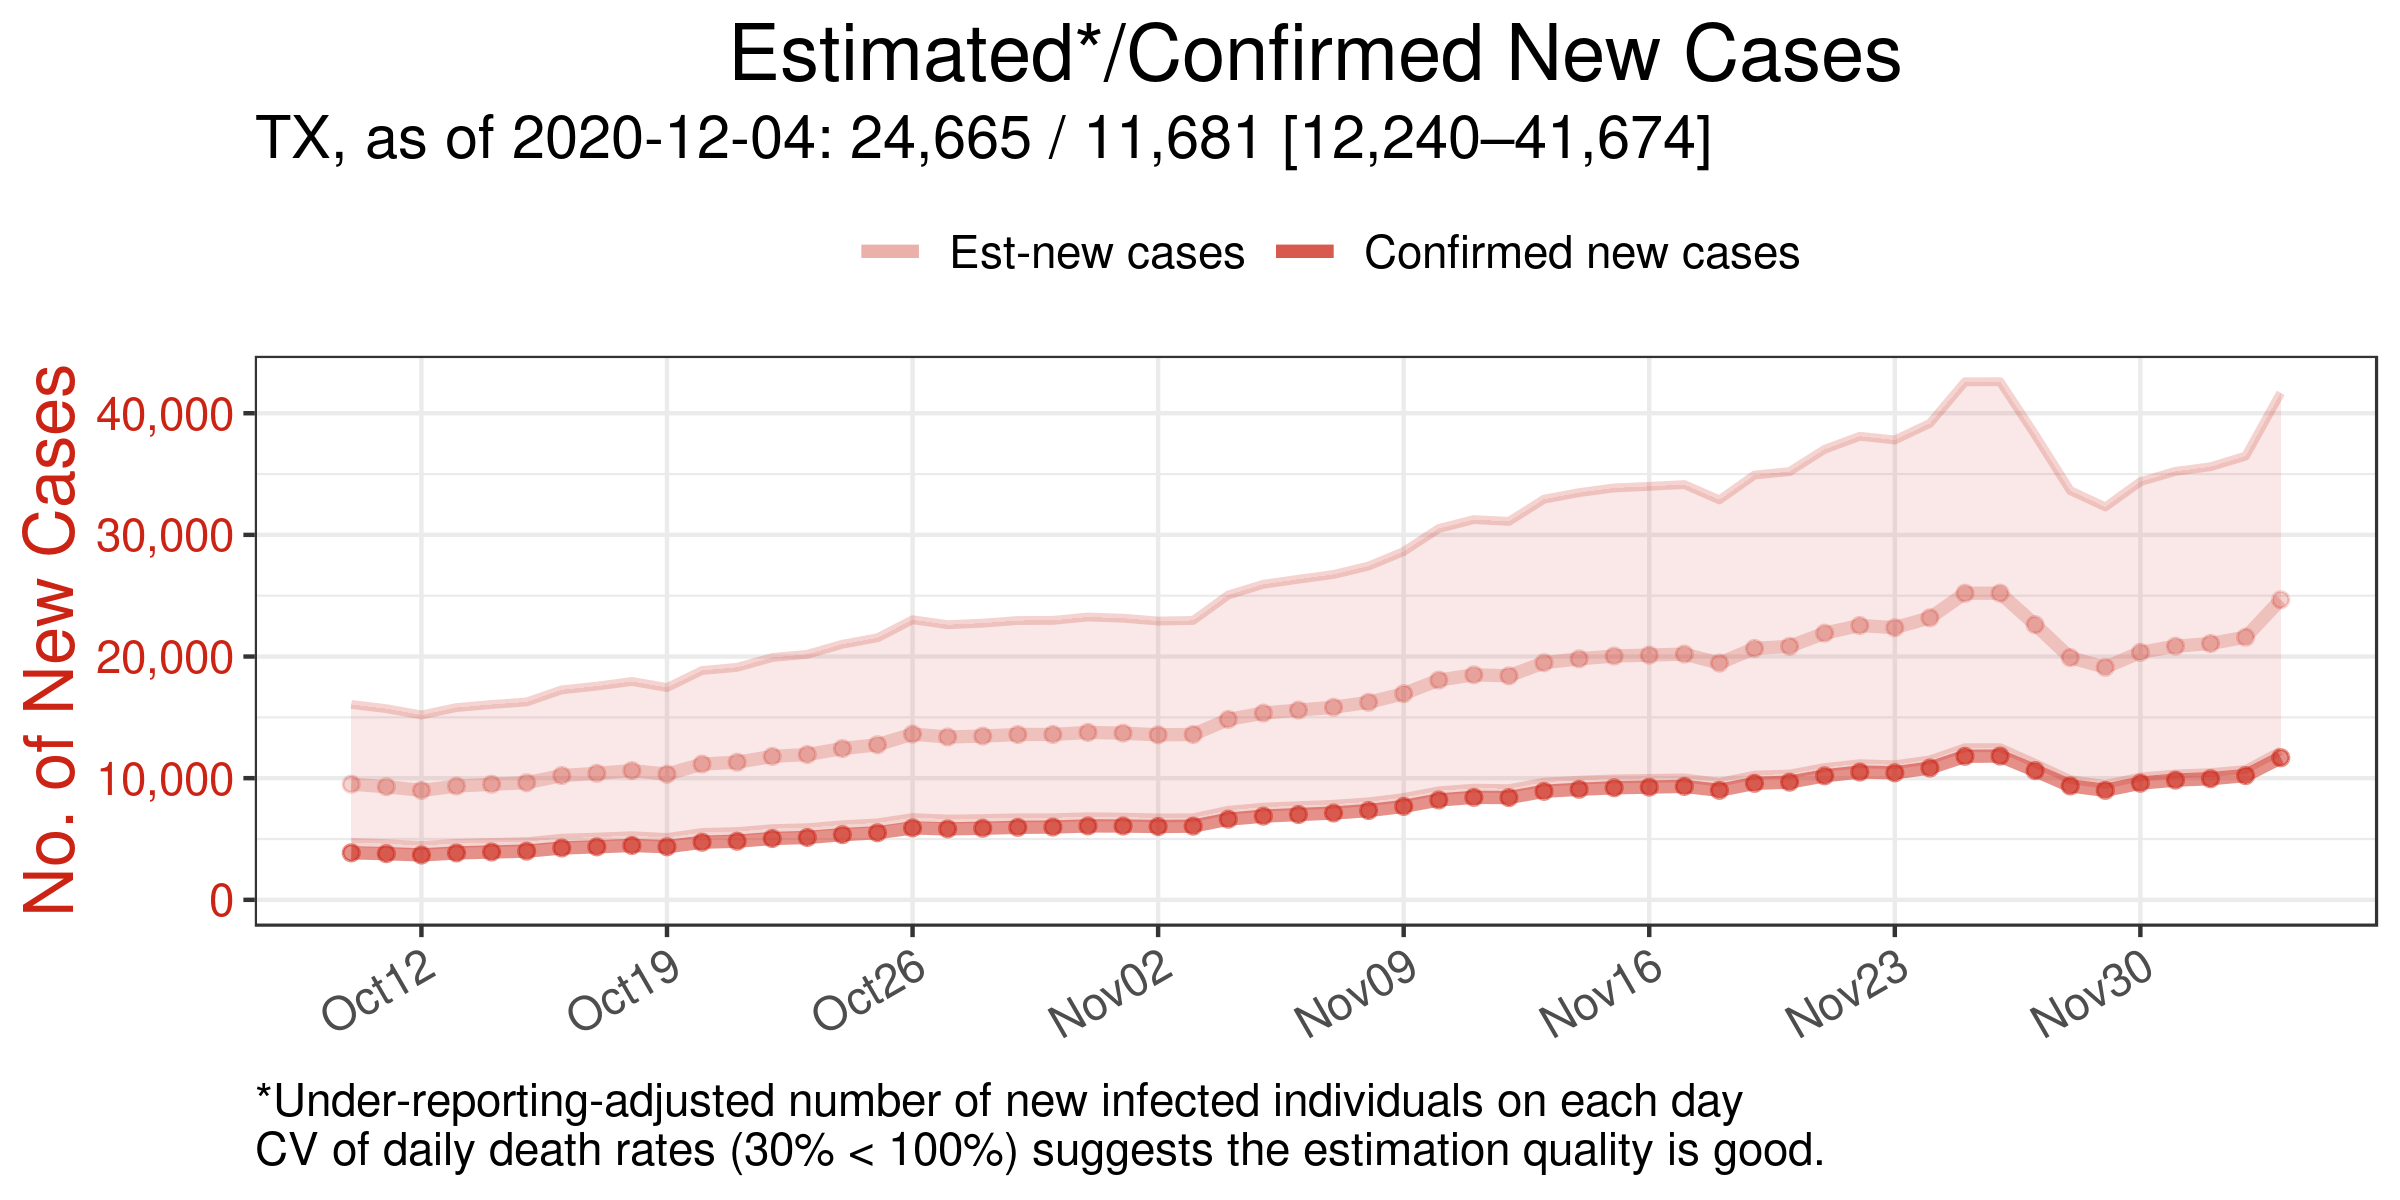 Estimated*/Confirmed New Cases
TX, as of 2020-12-04: 24,665 / 11,681 [12,240–41,674]
Est-new cases
Confirmed new cases
No. of New Cases
40,000
30,000
20,000
10,000
0
Oct12
Oct19
Oct26
Nov02
Nov09
Nov16
Nov23
Nov30
*Under-reporting-adjusted number of new infected individuals on each day
CV of daily death rates (30% < 100%) suggests the estimation quality is good.